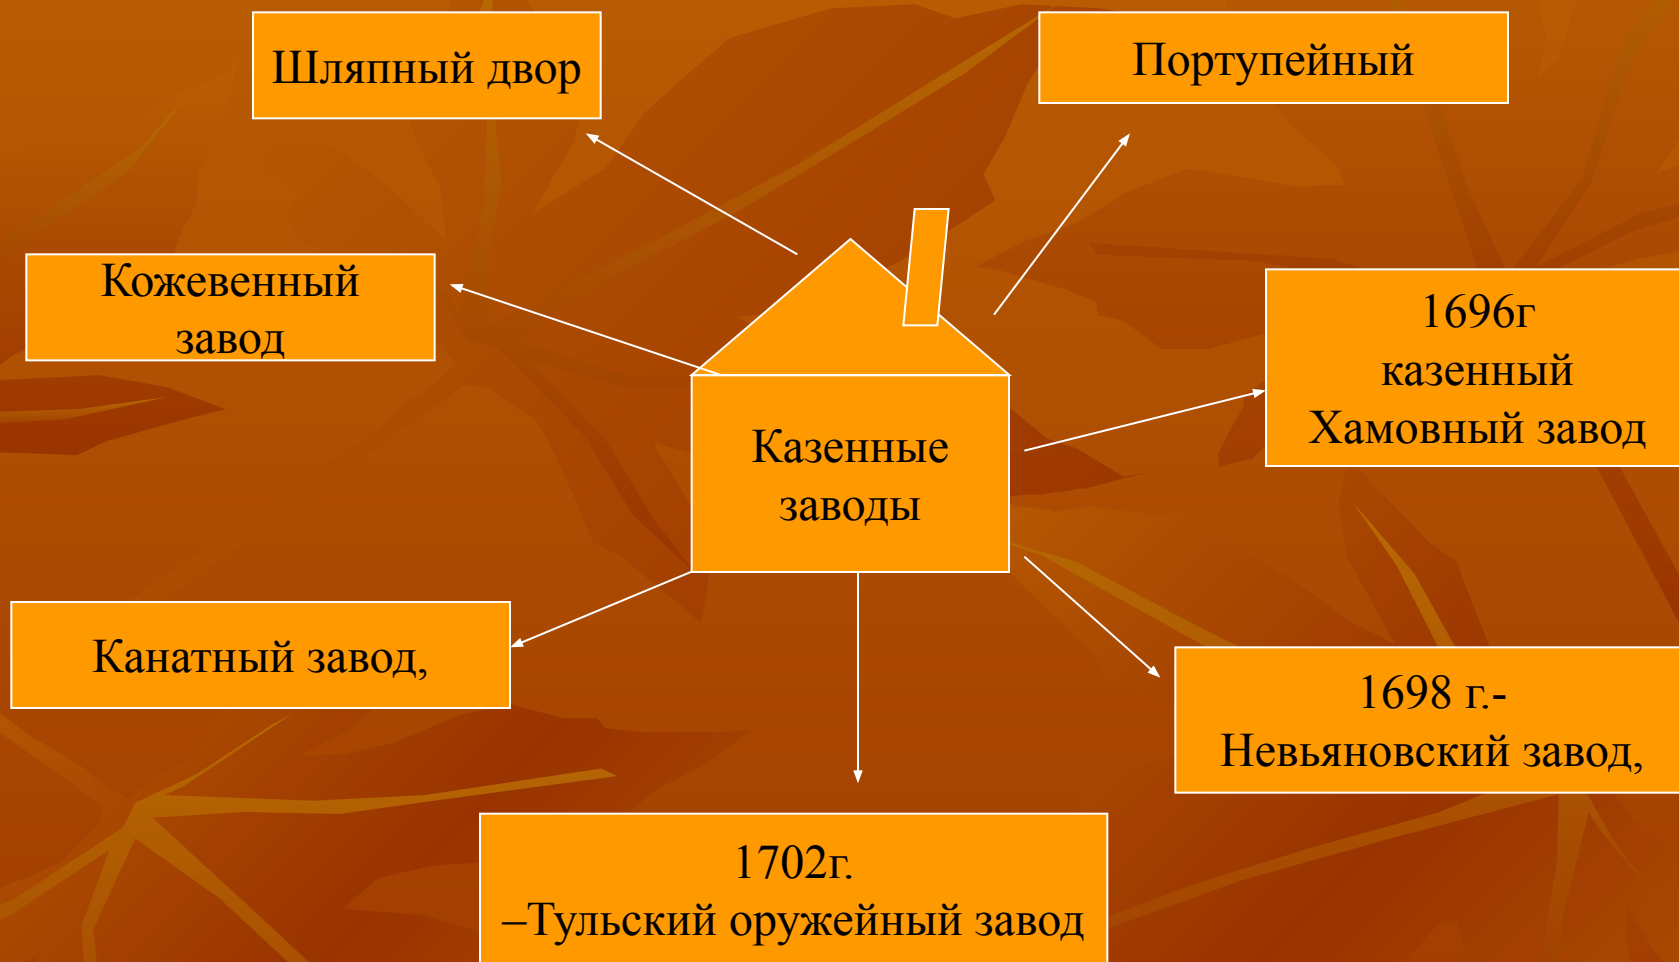 Шляпный двор
Портупейный
Кожевенный
завод
1696г
казенный
Хамовный завод
Казенные
заводы
Канатный завод,
1698 г.-
Невьяновский завод,
1702г.
–Тульский оружейный завод